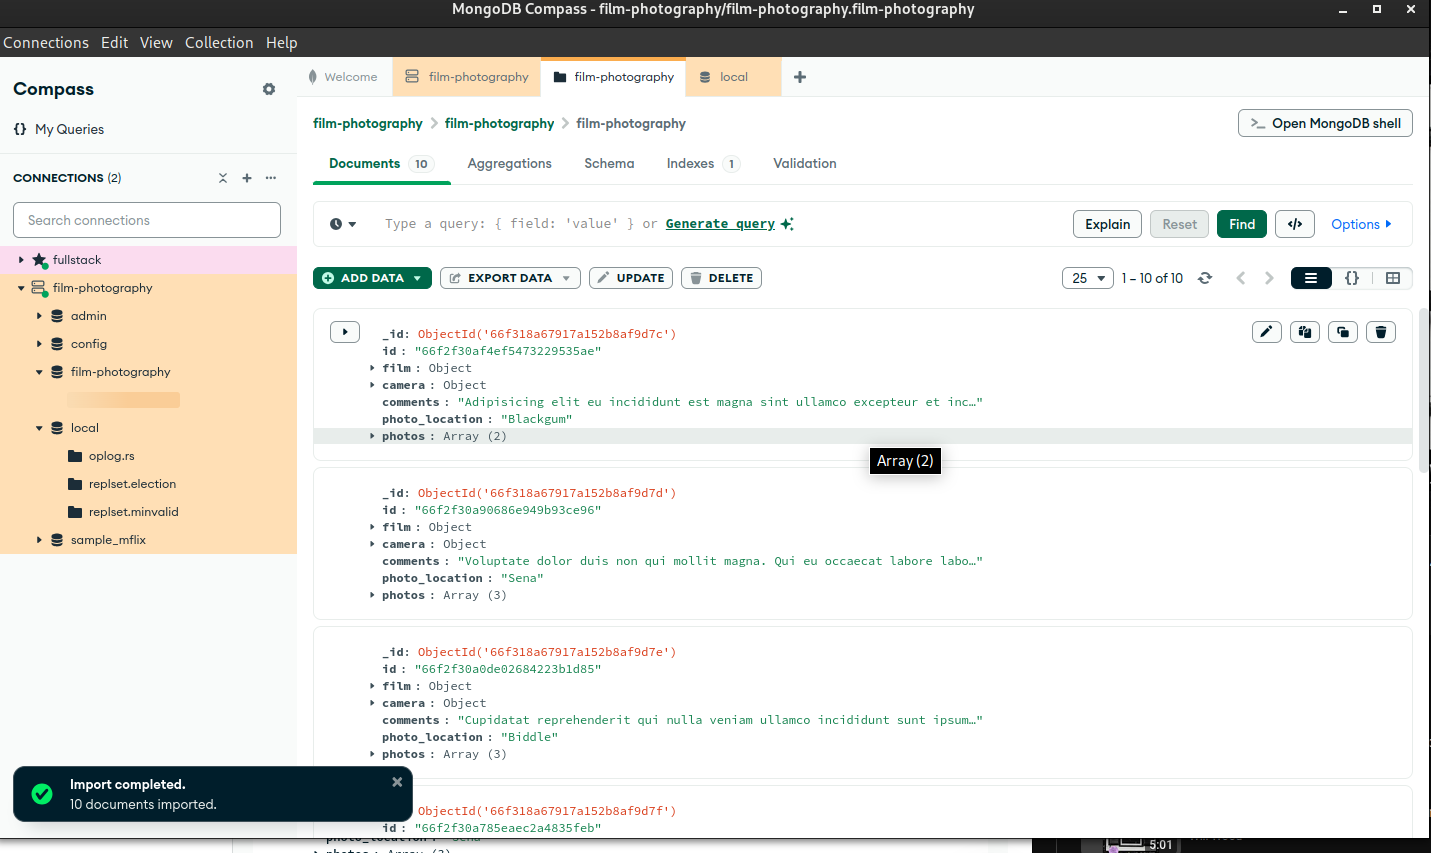 MongoDB Compass - film-photography/film-photography.film-photography
Connections Edit View Collection Help
Compass
My Queries
CONNECTIONS (2)
Search connections
fullstack
film-photography
admin
config
film-photography
local
oplog.rs
replset.election
replset.minvalid
sample_mflix
Welcome film-photography film-photography local
film-photography > film-photography > film-photography
>_ Open MongoDB shell
Documents 10 Aggregations Schema Indexes 1 Validation
Type a query: { field: 'value' } or Generate query
Explain Reset Find </> Options
ADD DATA EXPORT DATA UPDATE DELETE
25 1 – 10 of 10 {}
_id: ObjectId('66f318a67917a152b8af9d7c')
id : "66f2f30af4ef5473229535ae"
film : Object
camera : Object
comments : "Adipisicing elit eu incididunt est magna sint ullamco excepteur et inc…"
photo_location : "Blackgum"
photos : Array (2)
Array (2)
_id: ObjectId('66f318a67917a152b8af9d7d')
id : "66f2f30a90686e949b93ce96"
film : Object
camera : Object
comments : "Voluptate dolor duis non qui mollit magna. Qui eu occaecat labore labo…"
photo_location : "Sena"
photos : Array (3)
_id: ObjectId('66f318a67917a152b8af9d7e')
id : "66f2f30a0de02684223b1d85"
film : Object
camera : Object
comments : "Cupidatat reprehenderit qui nulla veniam ullamco incididunt sunt ipsum…"
photo_location : "Biddle"
photos : Array (3)
ObjectId('66f318a67917a152b8af9d7f')
id : "66f2f30a785eaec2a4835feb"
Import completed.
10 documents imported.
5:01